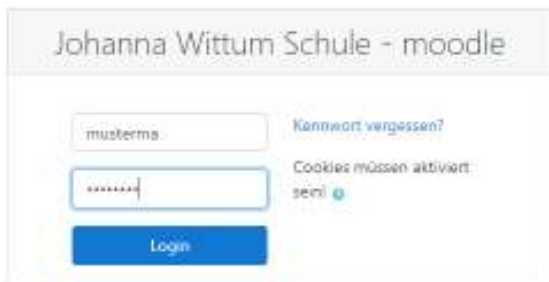 Johanna Wittum Schule - moodle
musterma
Kennwort vergessen?
Cookies müssen aktiviert
sein!
••••••••
Login